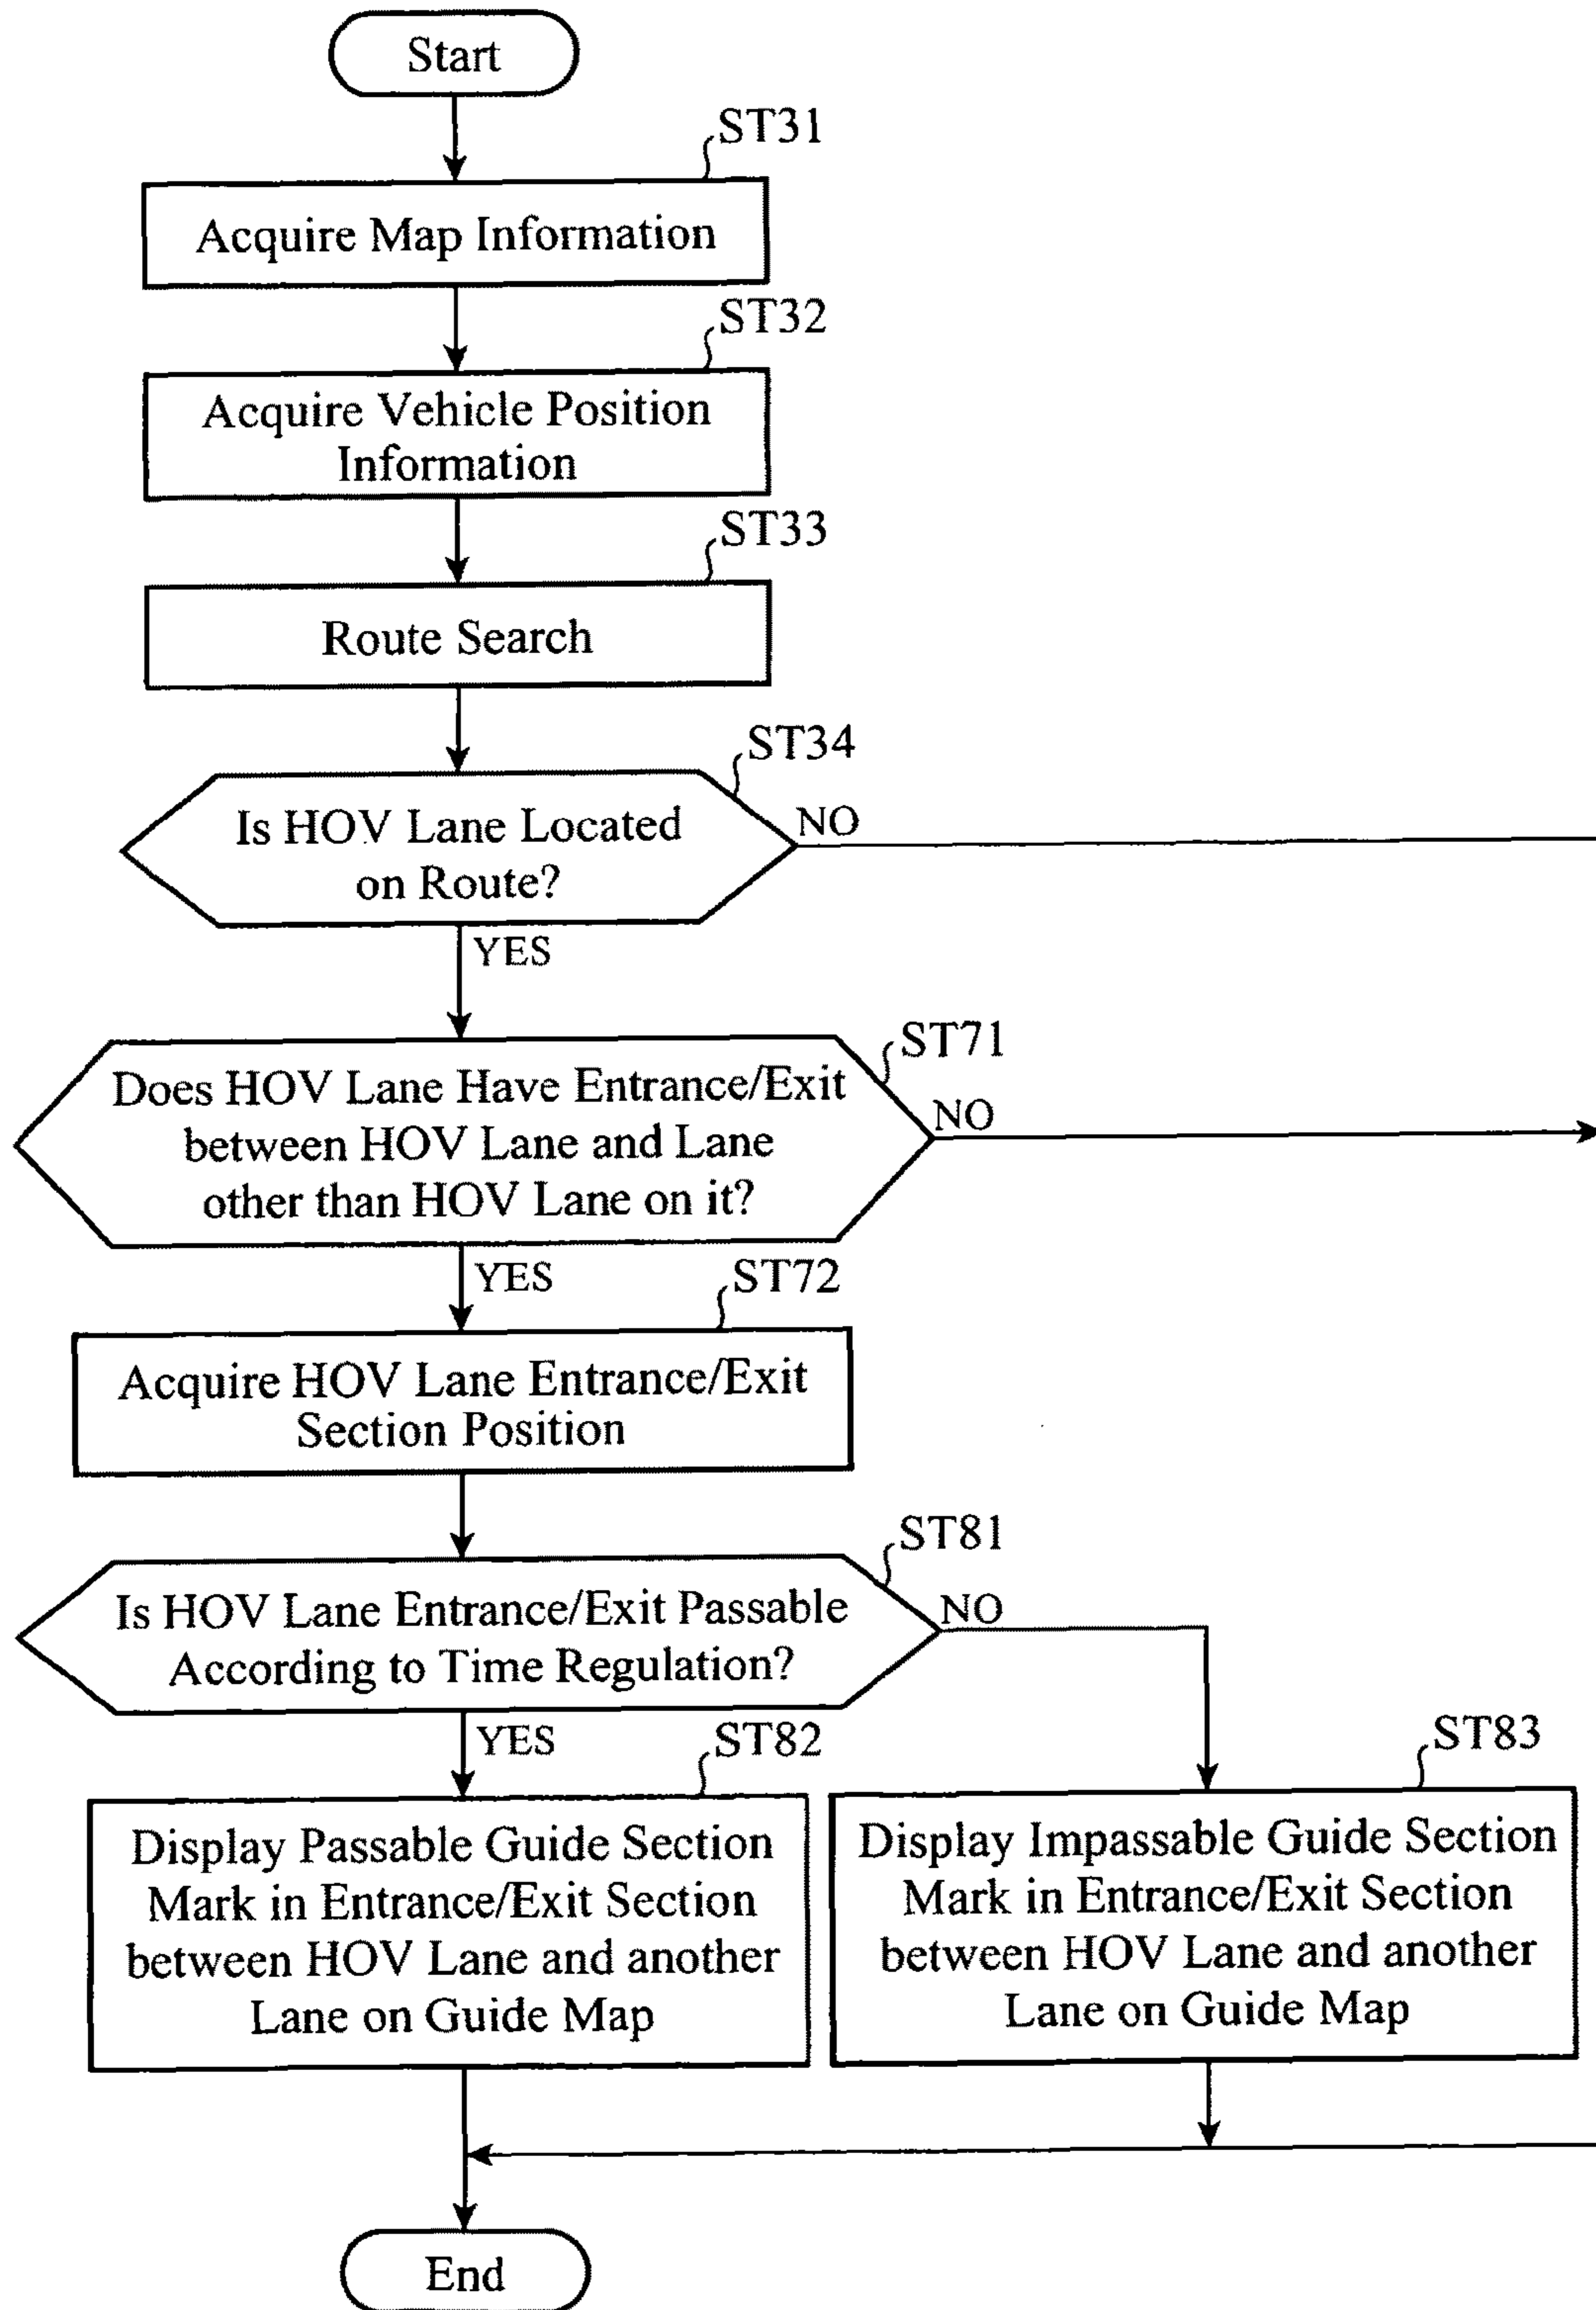 Start
ST31
Acquire Map Information
ST32
Acquire Vehicle Position
Information
ST33
Route Search
ST34
Is HOV Lane Located
on Route?
NO
YES
ST71
Does HOV Lane Have Entrance/Exit
between HOV Lane and Lane
other than HOV Lane on it?
NO
YES
ST72
Acquire HOV Lane Entrance/Exit
Section Position
ST81
Is HOV Lane Entrance/Exit Passable
According to Time Regulation?
NO
YES
ST82
Display Passable Guide Section
Mark in Entrance/Exit Section
between HOV Lane and another
Lane on Guide Map
ST83
Display Impassable Guide Section
Mark in Entrance/Exit Section
between HOV Lane and another
Lane on Guide Map
End